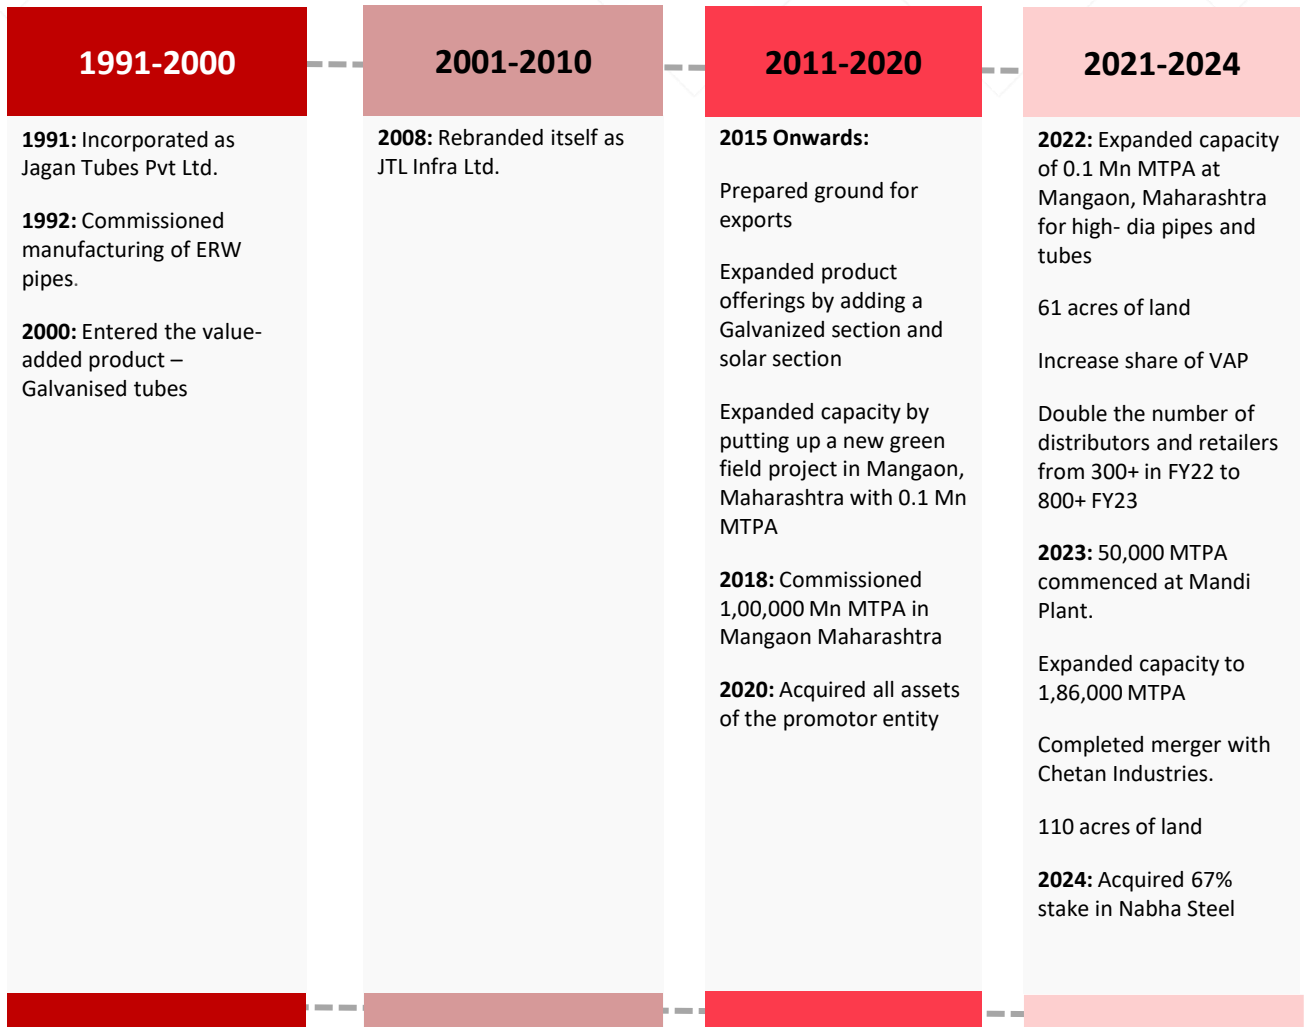 1991-2000
1991: Incorporated as
Jagan Tubes Pvt Ltd.
1992: Commissioned
manufacturing of ERW
pipes.
2000: Entered the value-
added product –
Galvanised tubes
2001-2010
2008: Rebranded itself as
JTL Infra Ltd.
2011-2020
2015 Onwards:
Prepared ground for
exports
Expanded product
offerings by adding a
Galvanized section and
solar section
Expanded capacity by
putting up a new green
field project in Mangaon,
Maharashtra with 0.1 Mn
MTPA
2018: Commissioned
1,00,000 Mn MTPA in
Mangaon Maharashtra
2020: Acquired all assets
of the promotor entity
2021-2024
2022: Expanded capacity
of 0.1 Mn MTPA at
Mangaon, Maharashtra
for high- dia pipes and
tubes
61 acres of land
Increase share of VAP
Double the number of
distributors and retailers
from 300+ in FY22 to
800+ FY23
2023: 50,000 MTPA
commenced at Mandi
Plant.
Expanded capacity to
1,86,000 MTPA
Completed merger with
Chetan Industries.
110 acres of land
2024: Acquired 67%
stake in Nabha Steel